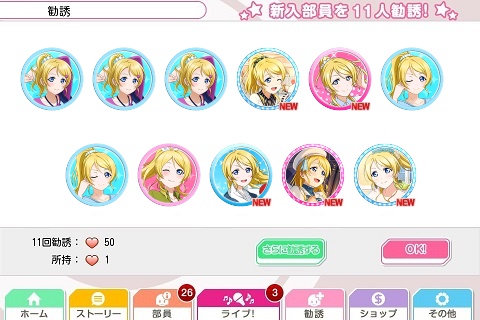 勧誘
新入部員を11人勧誘!
NEW
NEW
NEW
NEW
NEW
11回勧誘： 50
所持： 1
さらに勧誘する
OK!
26
3
ホーム
ストーリー
部員
ライブ!
勧誘
ショップ
その他